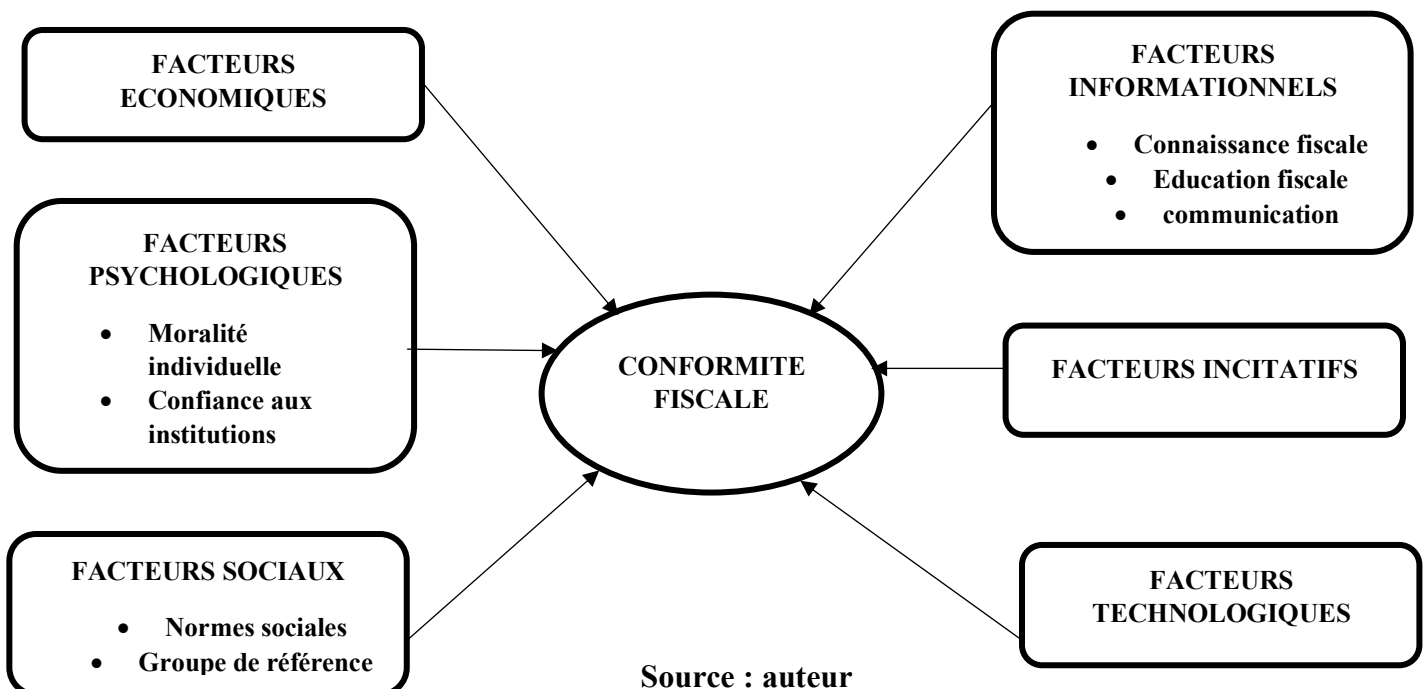 FACTEURS
ECONOMIQUES
FACTEURS
PSYCHOLOGIQUES
• Moralité
individuelle
• Confiance aux
institutions
FACTEURS SOCIAUX
• Normes sociales
• Groupe de référence
CONFORMITE
FISCALE
FACTEURS
INFORMATIONNELS
• Connaissance fiscale
• Education fiscale
• communication
FACTEURS INCITATIFS
FACTEURS
TECHNOLOGIQUES
Source : auteur